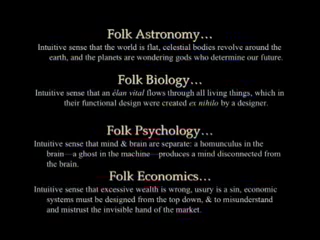 Folk Astronomy…
Intuitive sense that the world is flat, celestial bodies revolve around the
earth, and the planets are wondering gods who determine our future.
Folk Biology…
Intuitive sense that an élan vital flows through all living things, which in
their functional design were created ex nihilo by a designer.
Folk Psychology…
Intuitive sense that mind & brain are separate: a homunculus in the
brain—a ghost in the machine—produces a mind disconnected from
the brain.
Folk Economics…
Intuitive sense that excessive wealth is wrong, usury is a sin, economic
systems must be designed from the top down, & to misunderstand
and mistrust the invisible hand of the market.